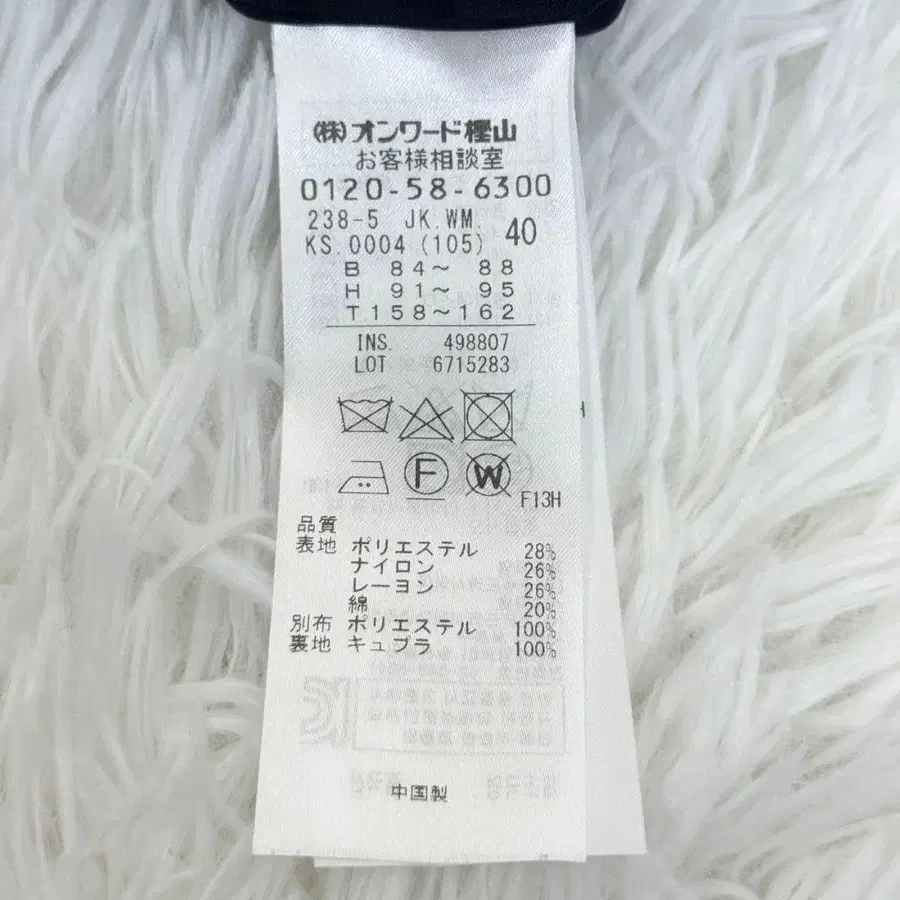 (株)オンワード樫山
お客様相談室
0120-58-6300
238-5 JK.WM.
KS.0004 (105) 40
B 84～ 88
H 91～ 95
T158～162
INS. 498807
LOT 6715283
F W
F13H
品質
表地 ポリエステル 28%
ナイロン 26%
レーヨン 26%
綿 20%
別布 ポリエステル 100%
裏地 キュプラ 100%
中国製